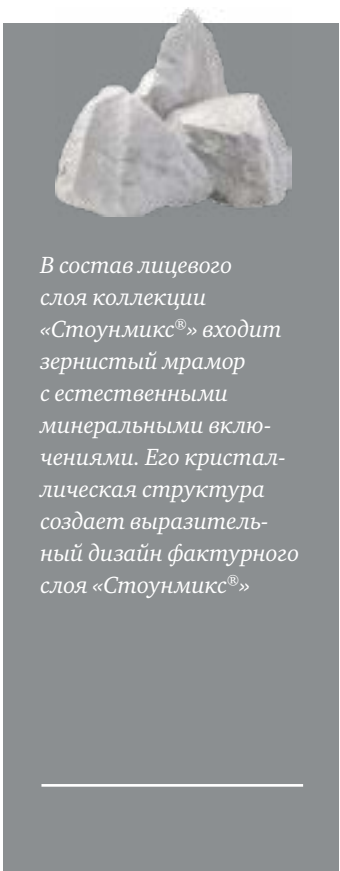 В состав лицевого
слоя коллекции
«Стоунмикс®» входит
зернистый мрамор
с естественными
минеральными вклю-
чениями. Его кристал-
лическая структура
создает выразитель-
ный дизайн фактурного
слоя «Стоунмикс®»